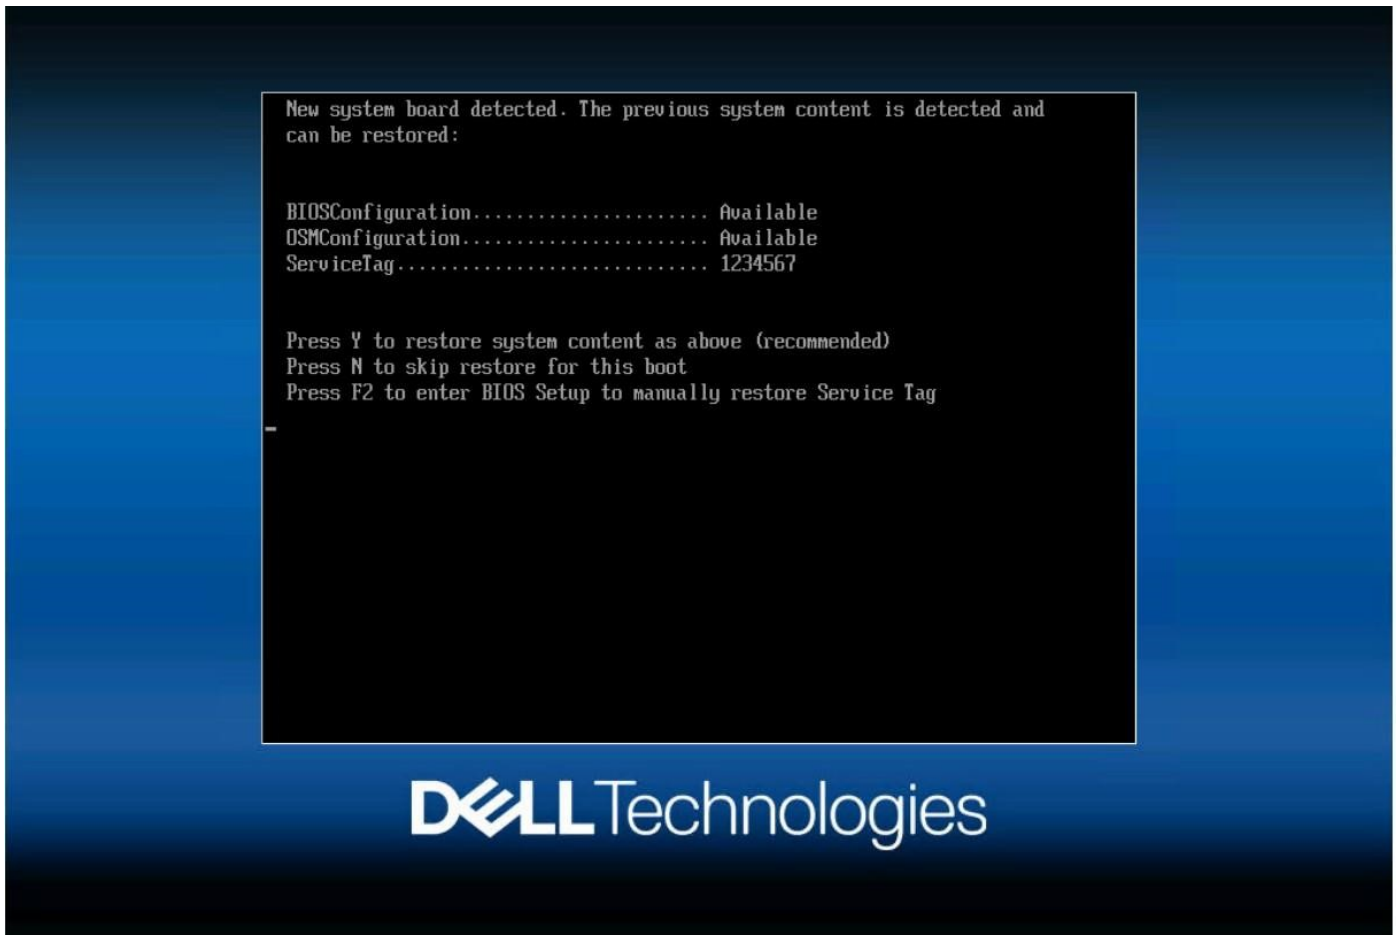 New system board detected. The previous system content is detected and
can be restored:
BIOSConfiguration...................... Available
OSMConfiguration....................... Available
ServiceTag............................. 1234567
Press Y to restore system content as above (recommended)
Press N to skip restore for this boot
Press F2 to enter BIOS Setup to manually restore Service Tag
DELL Technologies